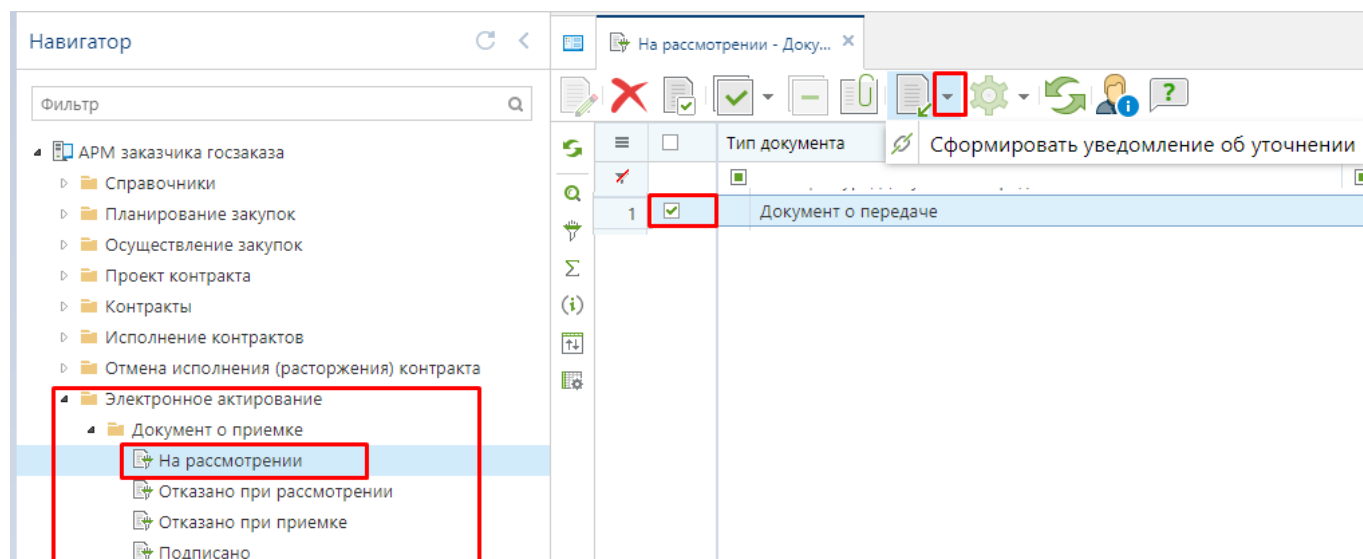 Навигатор
На рассмотрении - Доку...
Фильтр
Сформировать уведомление об уточнении
Тип документа
1
Документ о передаче
АРМ заказчика госзаказа
Справочники
Планирование закупок
Осуществление закупок
Проект контракта
Контракты
Исполнение контрактов
Отмена исполнения (расторжения) контракта
Электронное актирование
Документ о приемке
На рассмотрении
Отказано при рассмотрении
Отказано при приемке
Подписано